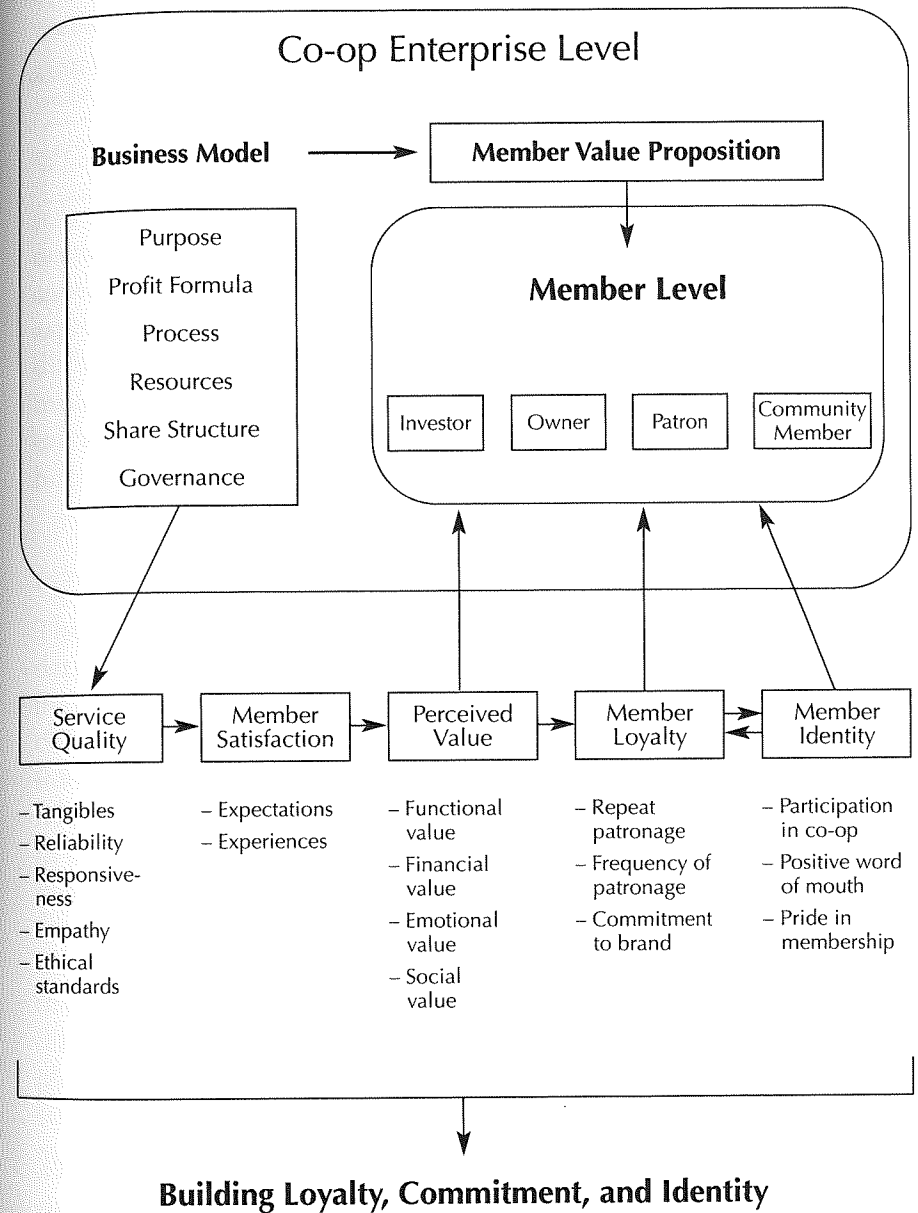 Co-op Enterprise Level
Business Model
Member Value Proposition
Purpose
Profit Formula
Process
Resources
Share Structure
Governance
Member Level
Investor
Owner
Patron
Community
Member
Service
Quality
Member
Satisfaction
Perceived
Value
Member
Loyalty
Member
Identity
– Tangibles
– Reliability
– Responsive-
ness
– Empathy
– Ethical
standards
– Expectations
– Experiences
– Functional
value
– Financial
value
– Emotional
value
– Social
value
– Repeat
patronage
– Frequency of
patronage
– Commitment
to brand
– Participation
in co-op
– Positive word
of mouth
– Pride in
membership
Building Loyalty, Commitment, and Identity